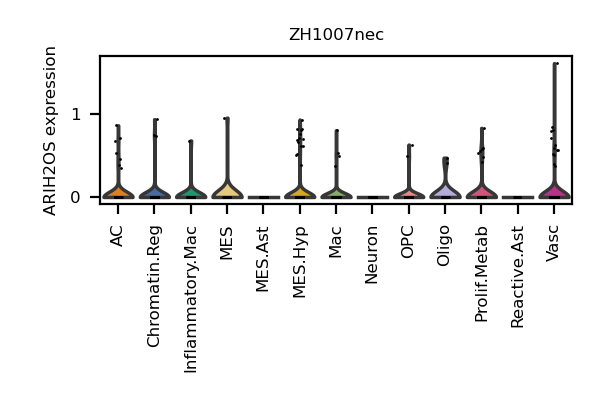 ZH1007nec
ARIH2OS expression
1
0
AC
Chromatin.Reg
Inflammatory.Mac
MES
MES.Ast
MES.Hyp
Mac
Neuron
OPC
Oligo
Prolif.Metab
Reactive.Ast
Vasc